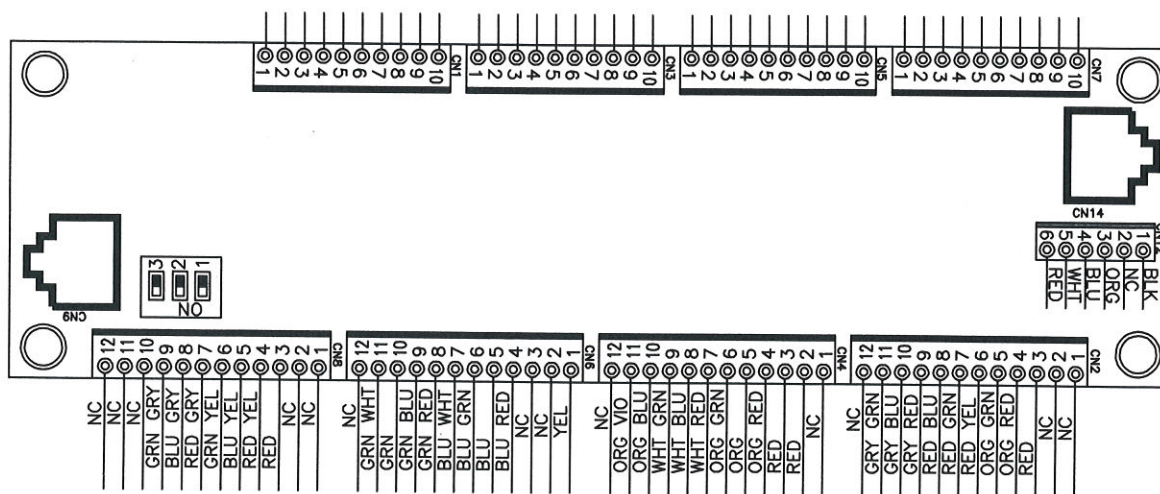 1 2 3 4 5 6 7 8 9 10 CN1
1 2 3 4 5 6 7 8 9 10 CN3
1 2 3 4 5 6 7 8 9 10 CN5
1 2 3 4 5 6 7 8 9 10 CN7
CN14
6 5 4 3 2 1
RED
WHT
BLU
ORG
NC
BLK
CN9
3 2 1
ON
12 11 10 9 8 7 6 5 4 3 2 1 CN8
NC
NC
NC
GRN GRY
BLU GRY
RED GRY
GRN YEL
BLU YEL
RED YEL
RED
NC
NC
12 11 10 9 8 7 6 5 4 3 2 1 CN6
NC
GRN WHT
GRN
GRN BLU
GRN RED
BLU WHT
BLU GRN
BLU
BLU RED
NC
NC
YEL
12 11 10 9 8 7 6 5 4 3 2 1 CN4
NC
ORG VIO
ORG BLU
WHT GRN
WHT BLU
WHT RED
ORG GRN
ORG
ORG RED
RED
RED
NC
12 11 10 9 8 7 6 5 4 3 2 1 CN2
NC
GRY GRN
GRY BLU
GRY RED
RED BLU
RED GRN
RED YEL
ORG GRN
ORG RED
RED
NC
NC